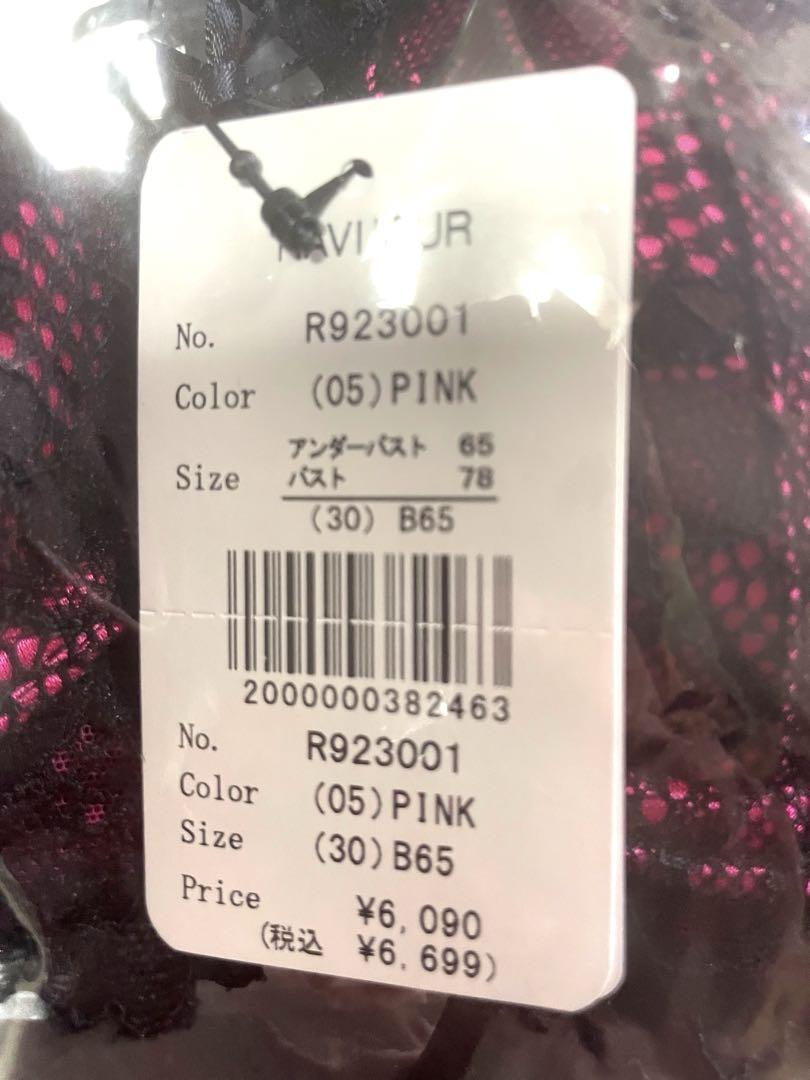 No. R923001
Color (05)PINK
アンダーバスト 65
Size バスト 78
(30) B65
2000000382463
No. R923001
Color (05)PINK
Size (30)B65
Price ¥6,090
(税込 ¥6,699)